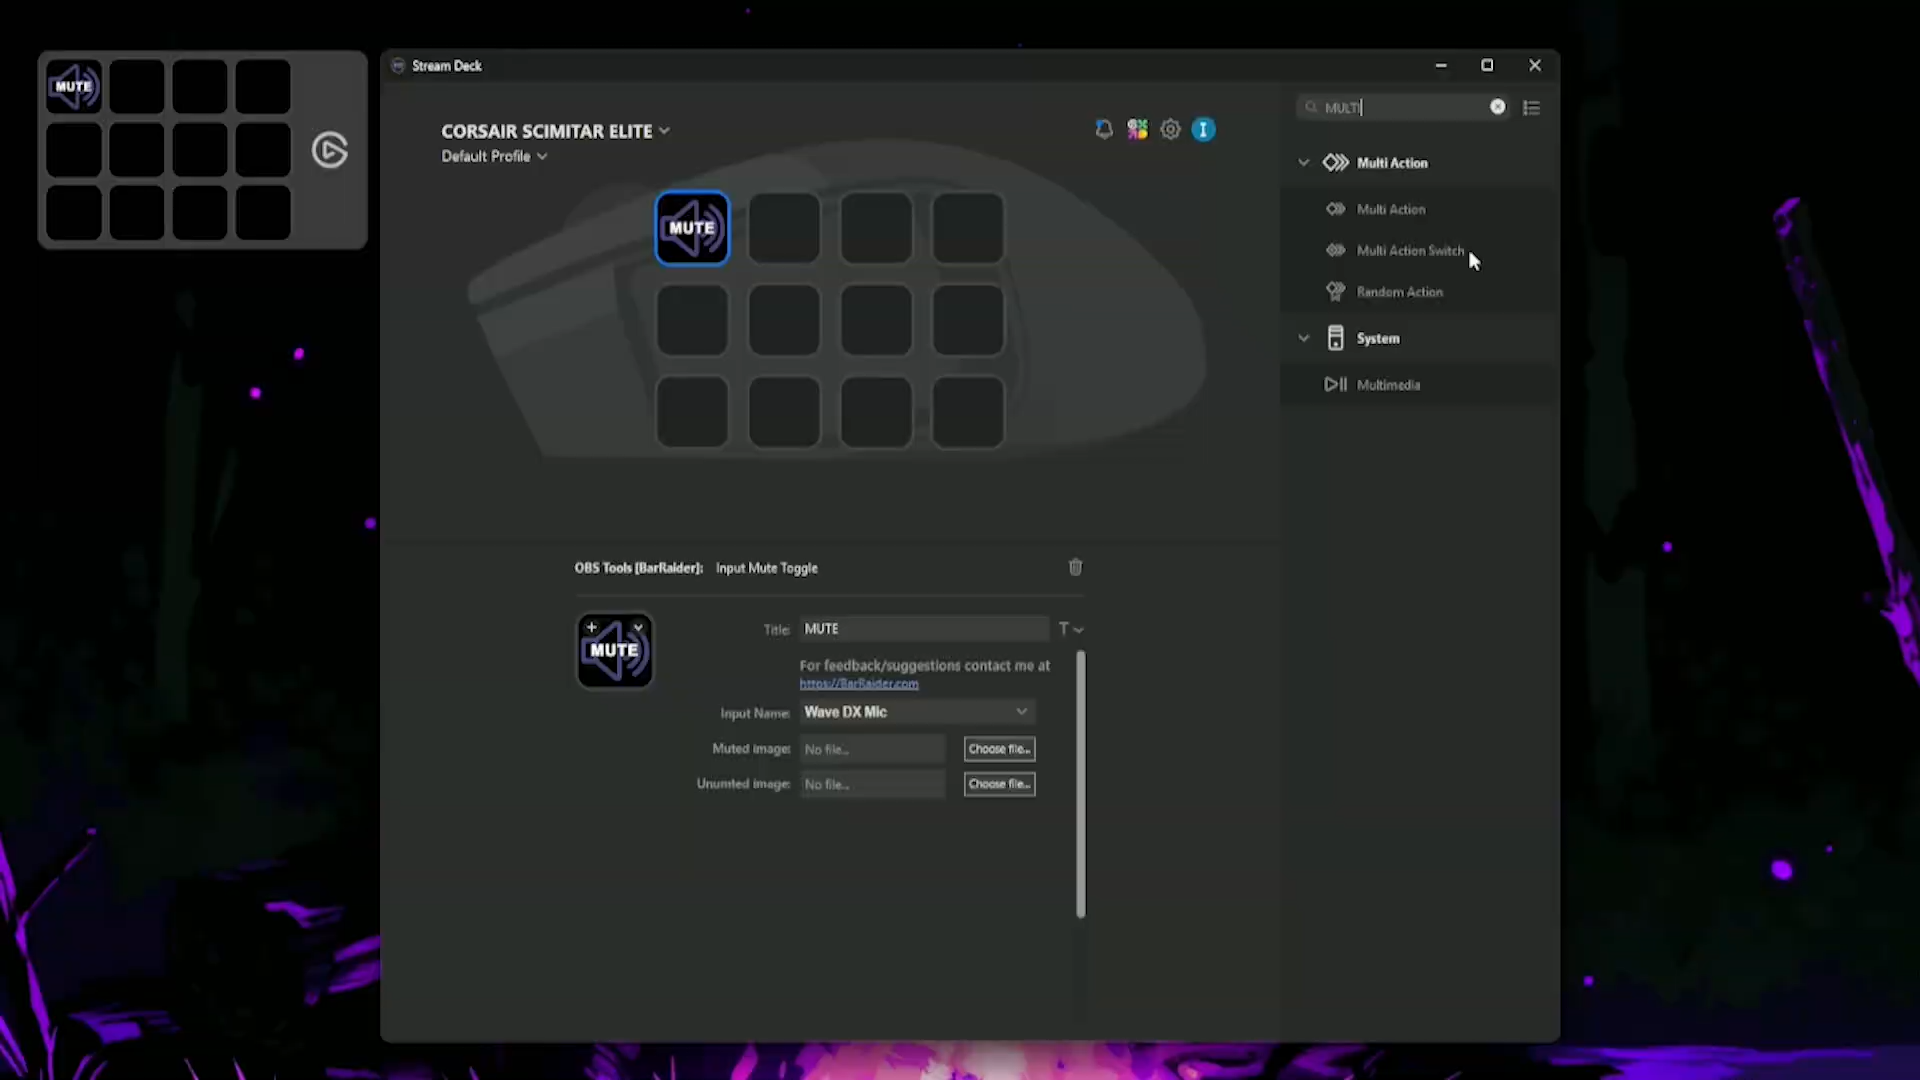 MUTE
Stream Deck
CORSAIR SCIMITAR ELITE
Default Profile
I
MULTI
MUTE
Multi Action
Multi Action
Multi Action Switch
Random Action
System
Multimedia
OBS Tools [BarRaider]: Input Mute Toggle
MUTE
Title: MUTE
T
For feedback/suggestions contact me at
https://BarRaider.com
Input Name: Wave DX Mic
Muted image: No file... Choose file...
Unumted image: No file... Choose file...